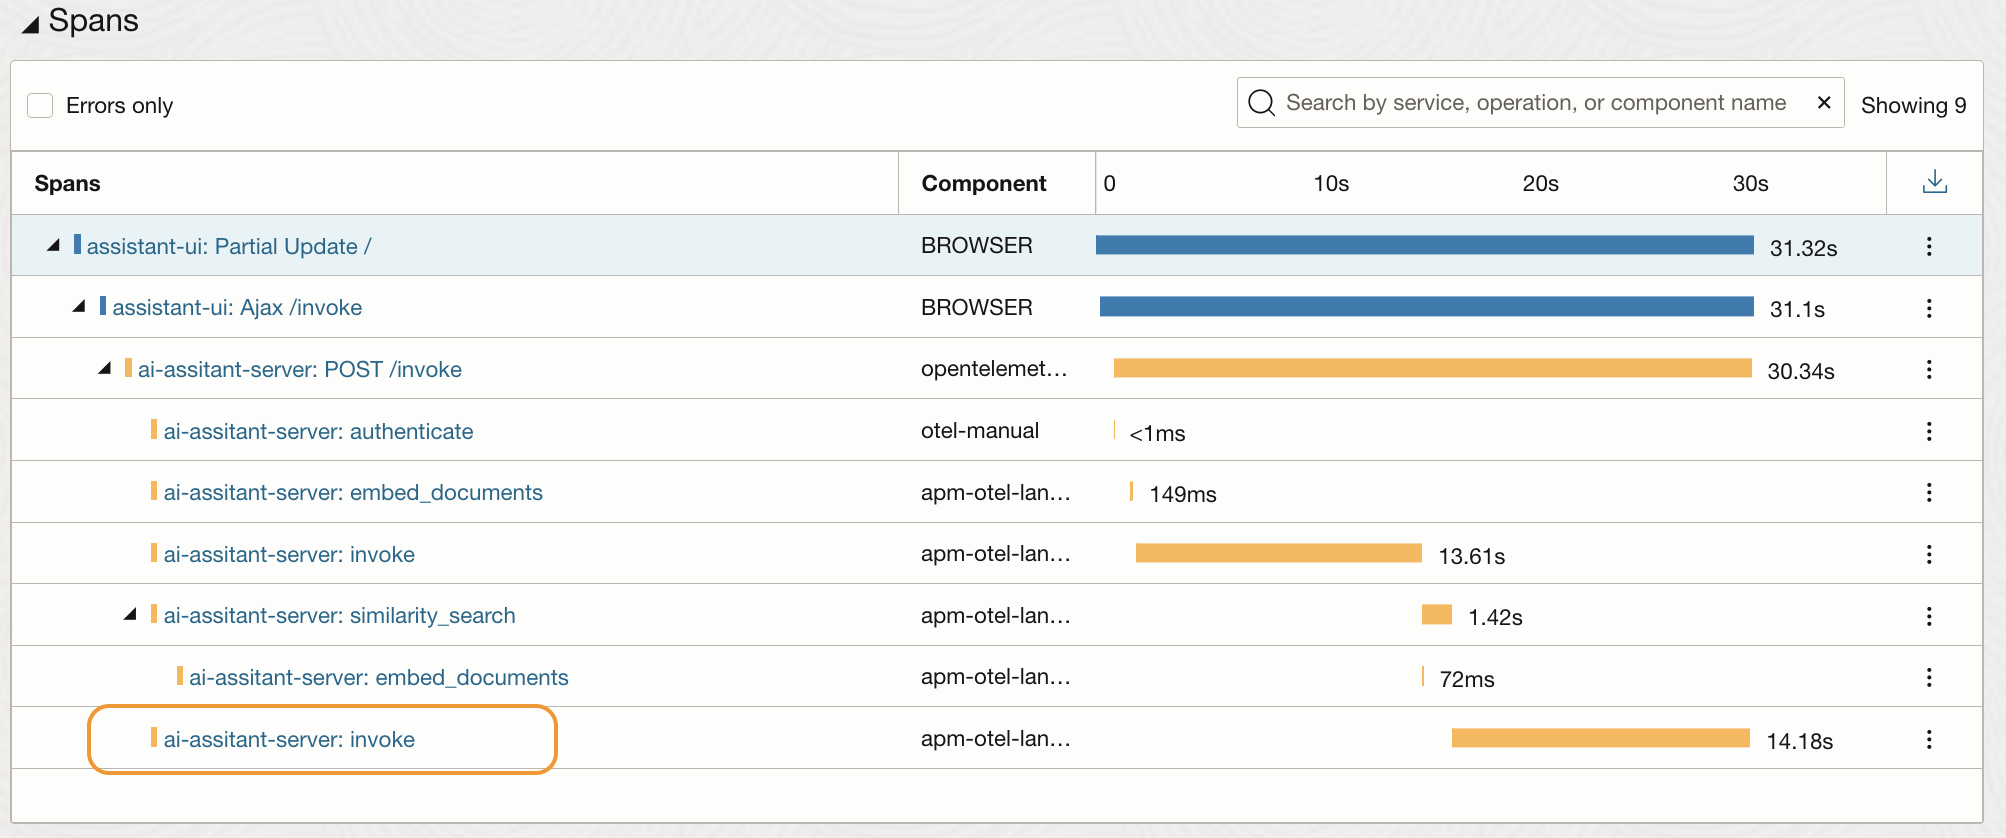 Spans
Errors only
Search by service, operation, or component name
Showing 9
Spans Component 0 10s 20s 30s
assistant-ui: Partial Update / BROWSER 31.32s
assistant-ui: Ajax /invoke BROWSER 31.1s
ai-assitant-server: POST /invoke opentelemet... 30.34s
ai-assitant-server: authenticate otel-manual <1ms
ai-assitant-server: embed_documents apm-otel-lan... 149ms
ai-assitant-server: invoke apm-otel-lan... 13.61s
ai-assitant-server: similarity_search apm-otel-lan... 1.42s
ai-assitant-server: embed_documents apm-otel-lan... 72ms
ai-assitant-server: invoke apm-otel-lan... 14.18s